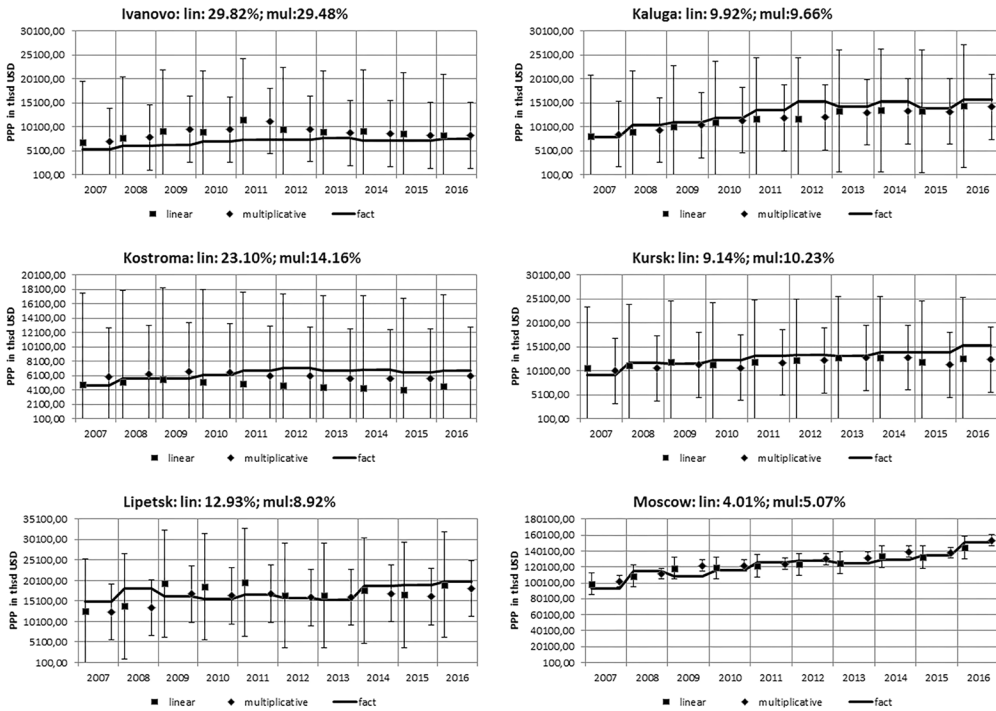 Ivanovo: lin: 29.82%; mul:29.48%
PPP in thsd USD
30100,00
25100,00
20100,00
15100,00
10100,00
5100,00
100,00
2007 2008 2009 2010 2011 2012 2013 2014 2015 2016
linear multiplicative fact
Kaluga: lin: 9.92%; mul:9.66%
PPP in thsd USD
30100,00
25100,00
20100,00
15100,00
10100,00
5100,00
100,00
2007 2008 2009 2010 2011 2012 2013 2014 2015 2016
linear multiplicative fact
Kostroma: lin: 23.10%; mul:14.16%
PPP in thsd USD
20100,00
18100,00
16100,00
14100,00
12100,00
10100,00
8100,00
6100,00
4100,00
2100,00
100,00
2007 2008 2009 2010 2011 2012 2013 2014 2015 2016
linear multiplicative fact
Kursk: lin: 9.14%; mul:10.23%
PPP in thsd USD
30100,00
25100,00
20100,00
15100,00
10100,00
5100,00
100,00
2007 2008 2009 2010 2011 2012 2013 2014 2015 2016
linear multiplicative fact
Lipetsk: lin: 12.93%; mul:8.92%
PPP in thsd USD
35100,00
30100,00
25100,00
20100,00
15100,00
10100,00
5100,00
100,00
2007 2008 2009 2010 2011 2012 2013 2014 2015 2016
linear multiplicative fact
Moscow: lin: 4.01%; mul:5.07%
PPP in thsd USD
180100,00
160100,00
140100,00
120100,00
100100,00
80100,00
60100,00
40100,00
20100,00
100,00
2007 2008 2009 2010 2011 2012 2013 2014 2015 2016
linear multiplicative fact